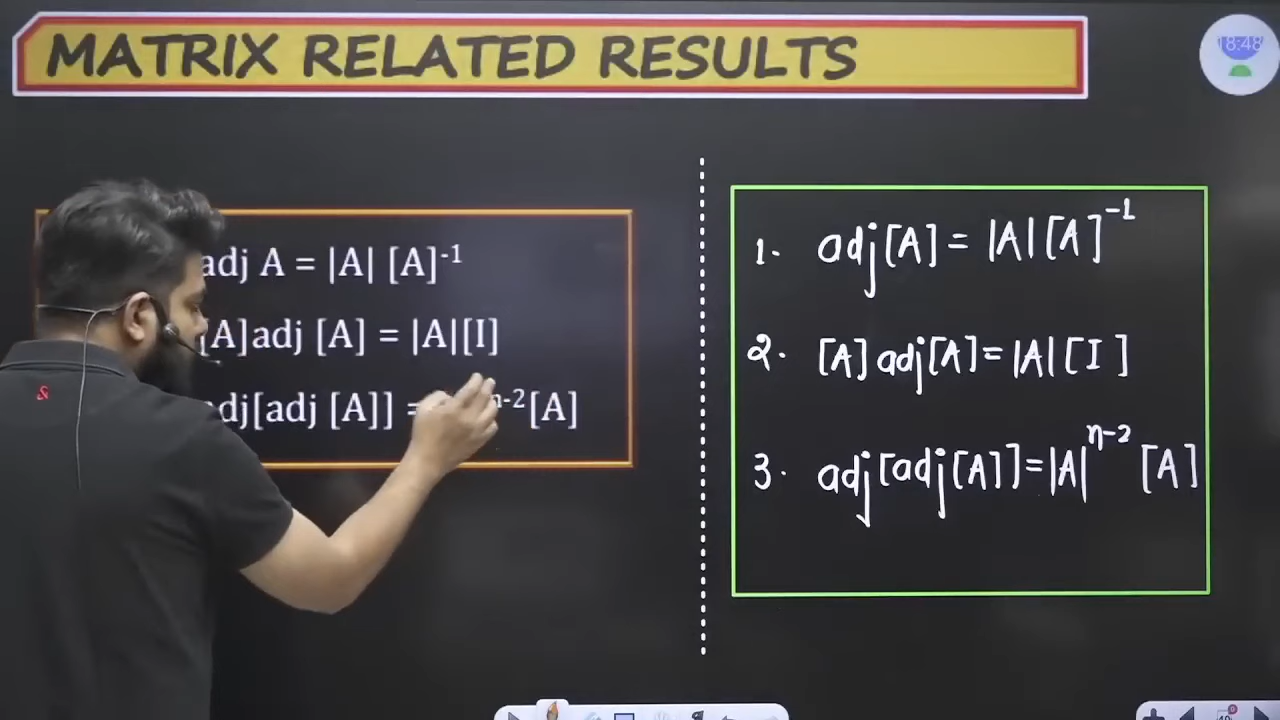 MATRIX RELATED RESULTS
18:48
adj A = |A| [A]⁻¹
[A]adj [A] = |A|[I]
adj[adj [A]] = n-2[A]
1. adj[A] = |A|[A]⁻¹
2. [A] adj[A] = |A|[I]
3. adj[adj[A]] = |A|ⁿ⁻² [A]